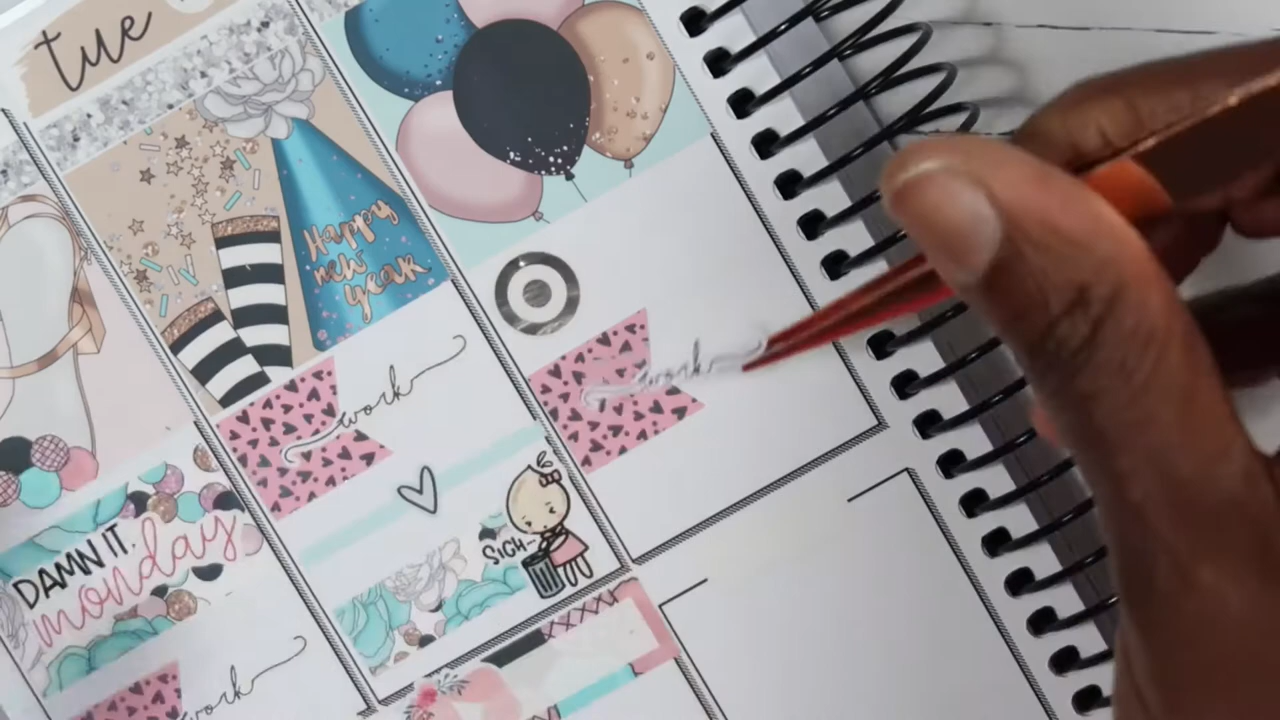 tue
Happy
new
year
work
work
SIGH~
DAMN IT,
monday
work